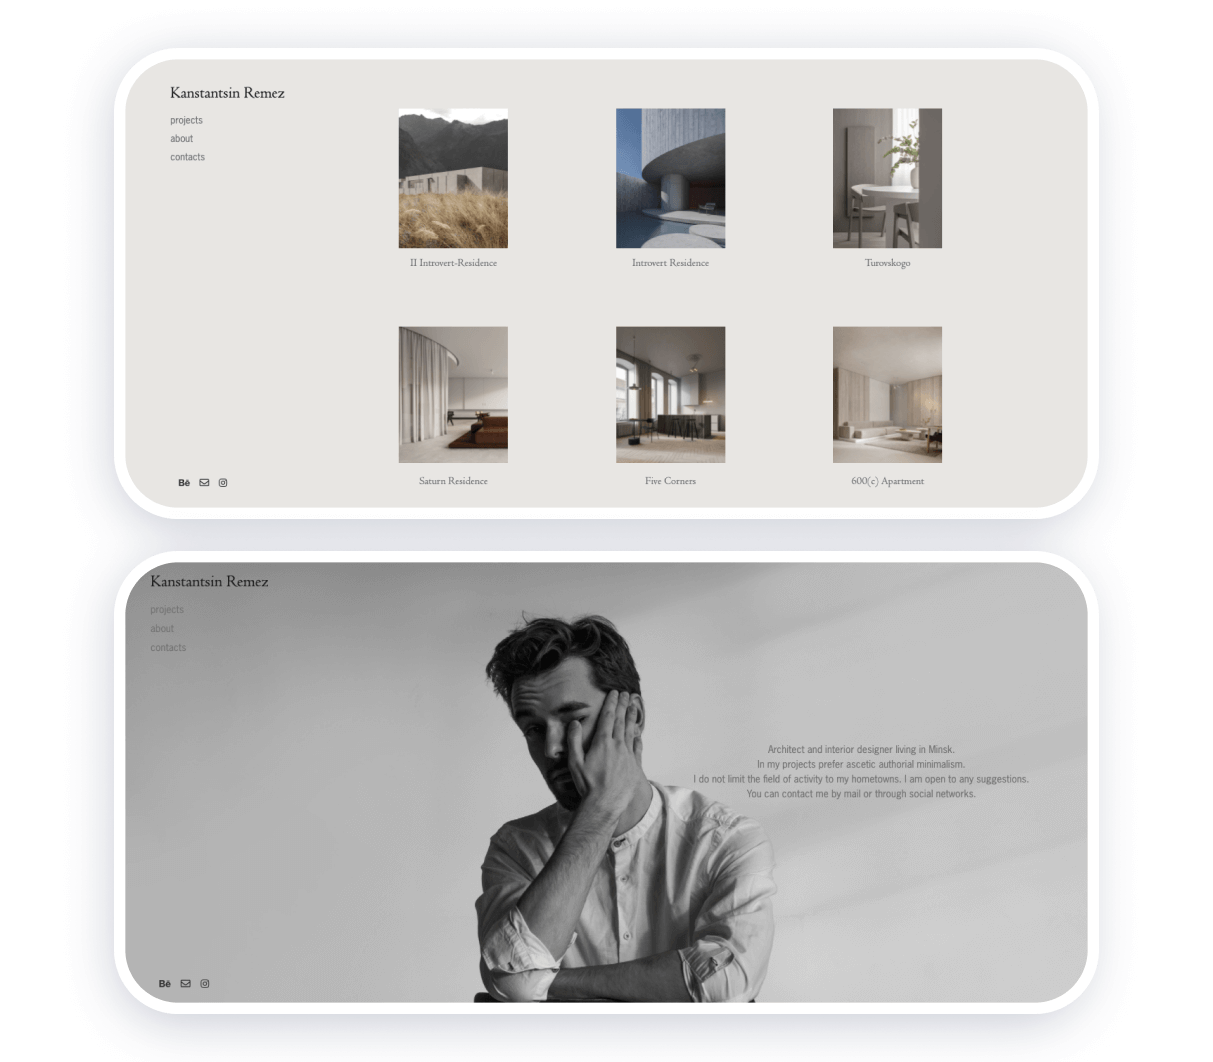 Kanstantsin Remez
projects
about
contacts
II Introvert-Residence
Introvert Residence
Turovskogo
Saturn Residence
Five Corners
600(c) Apartment
Bē
Kanstantsin Remez
projects
about
contacts
Architect and interior designer living in Minsk.
In my projects prefer ascetic authorial minimalism.
I do not limit the field of activity to my hometowns. I am open to any suggestions.
You can contact me by mail or through social networks.
Bē